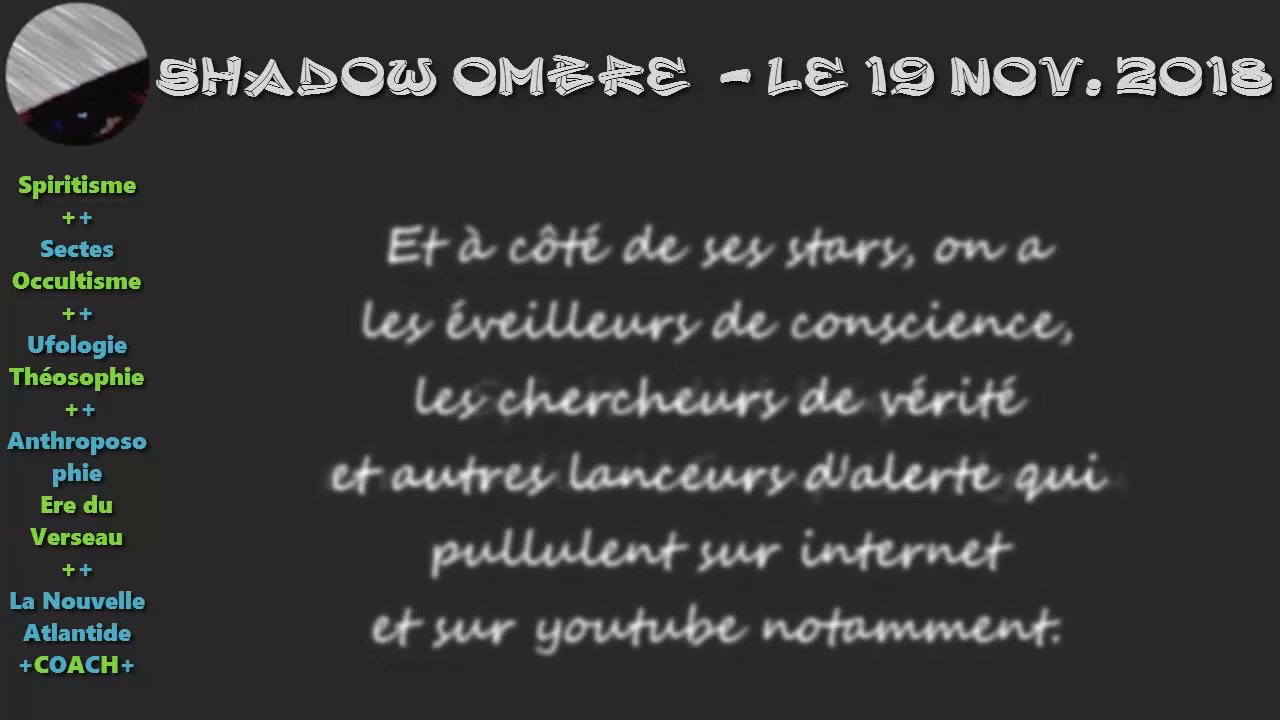 SHADOW OMBRE - LE 19 NOV. 2018
Spiritisme
++
Sectes
Occultisme
++
Ufologie
Théosophie
++
Anthroposo
phie
Ere du
Verseau
++
La Nouvelle
Atlantide
+COACH+
Et à côté de ses stars, on a
les éveilleurs de conscience,
les chercheurs de vérité
et autres lanceurs d'alerte qui
pullulent sur internet
et sur youtube notamment.